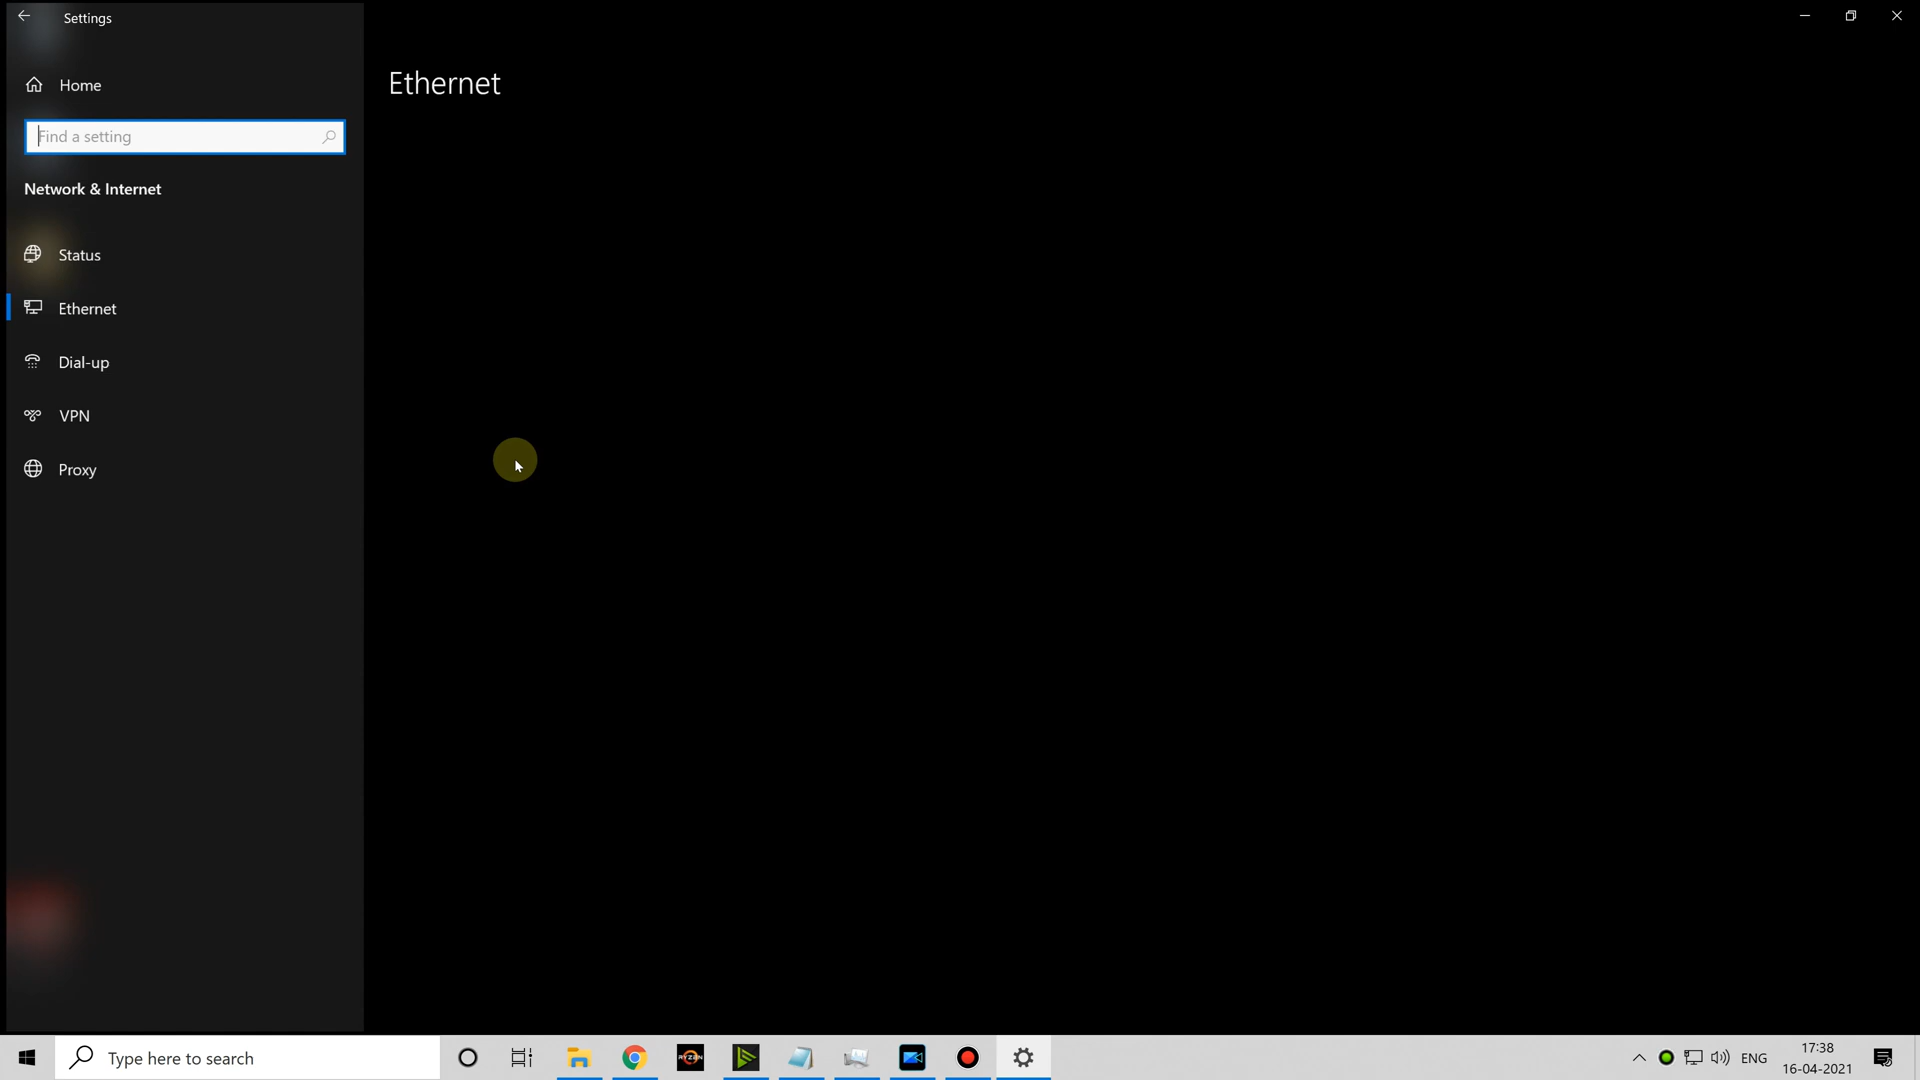 Settings
Home
Find a setting
Network & Internet
Status
Ethernet
Dial-up
VPN
Proxy
Ethernet
Type here to search
RYZEN
ENG
17:38
16-04-2021